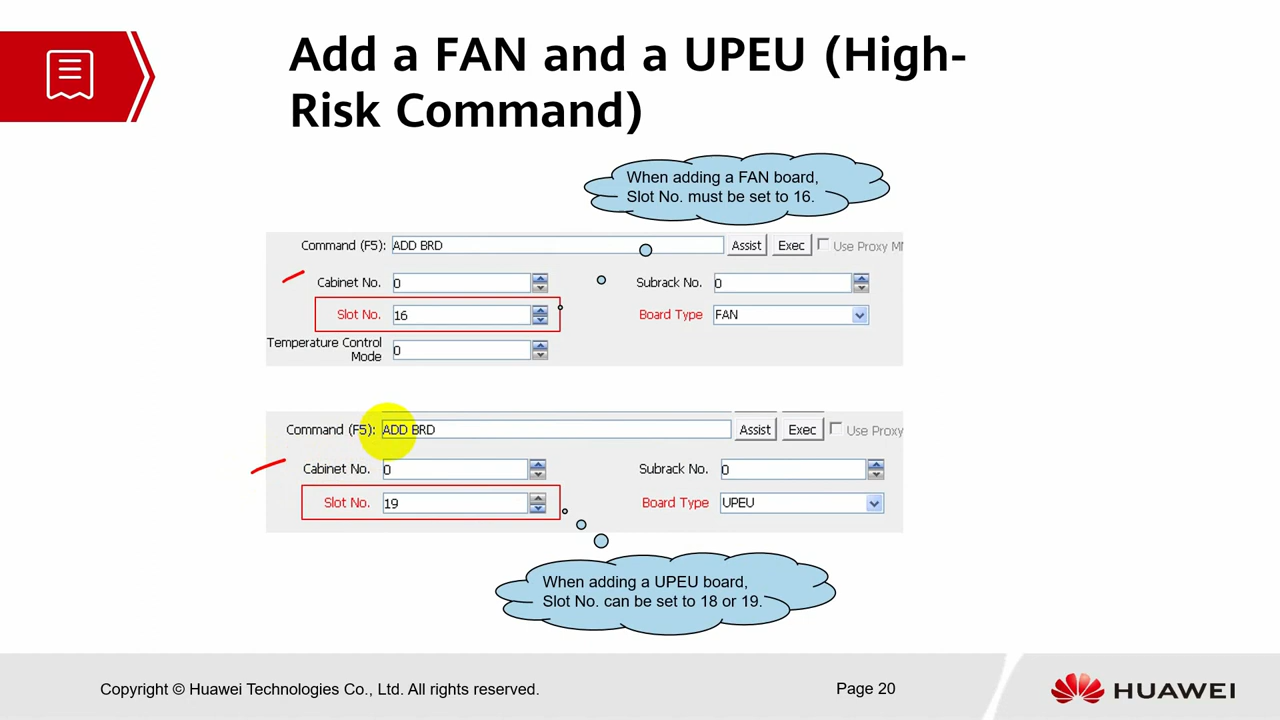 Add a FAN and a UPEU (High-
Risk Command)
When adding a FAN board,
Slot No. must be set to 16.
Command (F5): ADD BRD Assist Exec Use Proxy M
Cabinet No. 0 Subrack No. 0
Slot No. 16 Board Type FAN
Temperature Control
Mode 0
Command (F5): ADD BRD Assist Exec Use Proxy
Cabinet No. 0 Subrack No. 0
Slot No. 19 Board Type UPEU
When adding a UPEU board,
Slot No. can be set to 18 or 19.
Copyright © Huawei Technologies Co., Ltd. All rights reserved. Page 20 HUAWEI